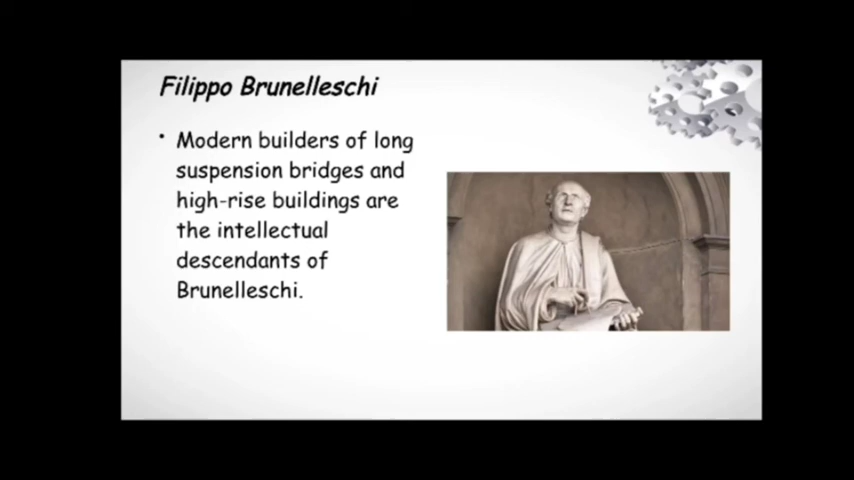 Filippo Brunelleschi
• Modern builders of long
suspension bridges and
high-rise buildings are
the intellectual
descendants of
Brunelleschi.